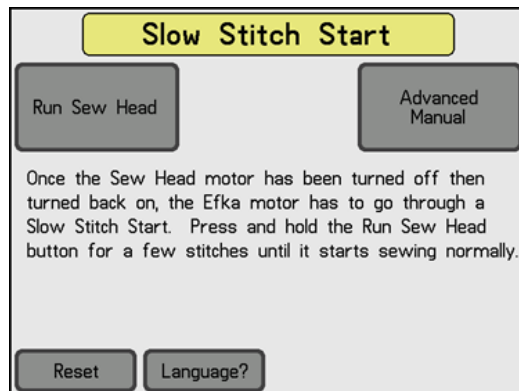 Slow Stitch Start
Run Sew Head
Advanced
Manual
Once the Sew Head motor has been turned off then
turned back on, the Efka motor has to go through a
Slow Stitch Start. Press and hold the Run Sew Head
button for a few stitches until it starts sewing normally.
Reset
Language?